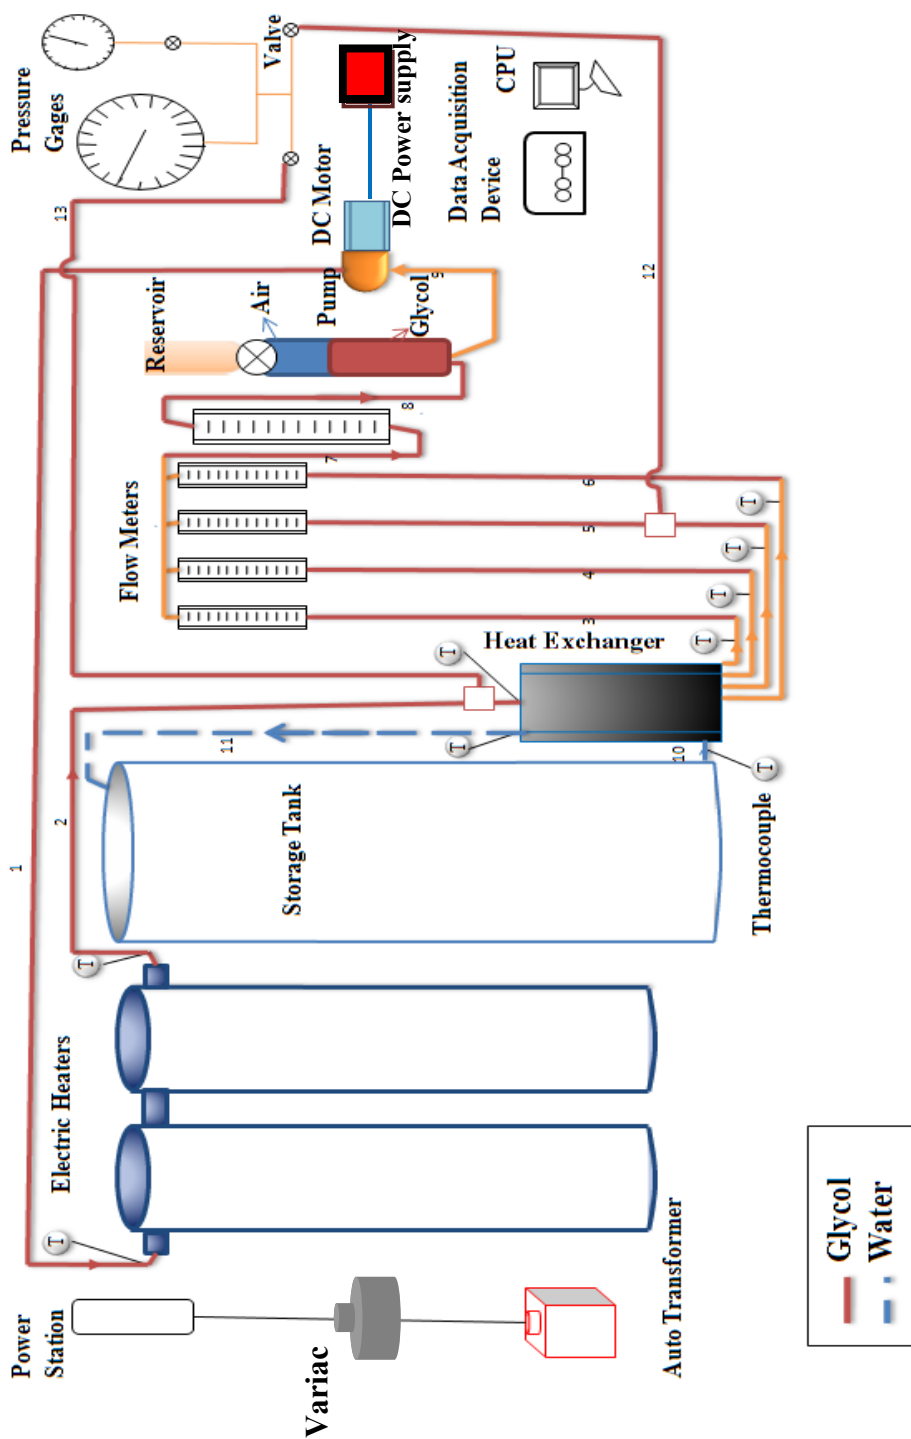 Power
Station
Variac
Auto Transformer
Electric Heaters
T
T
1
2
Storage Tank
Thermocouple
T
T
T
10
11
Heat Exchanger
T
T
T
T
3
4
5
6
7
8
9
12
13
Flow Meters
Reservoir
Air
Pump
Glycol
DC Motor
DC Power supply
Valve
Pressure
Gages
Data Acquisition
Device
CPU
Glycol
Water